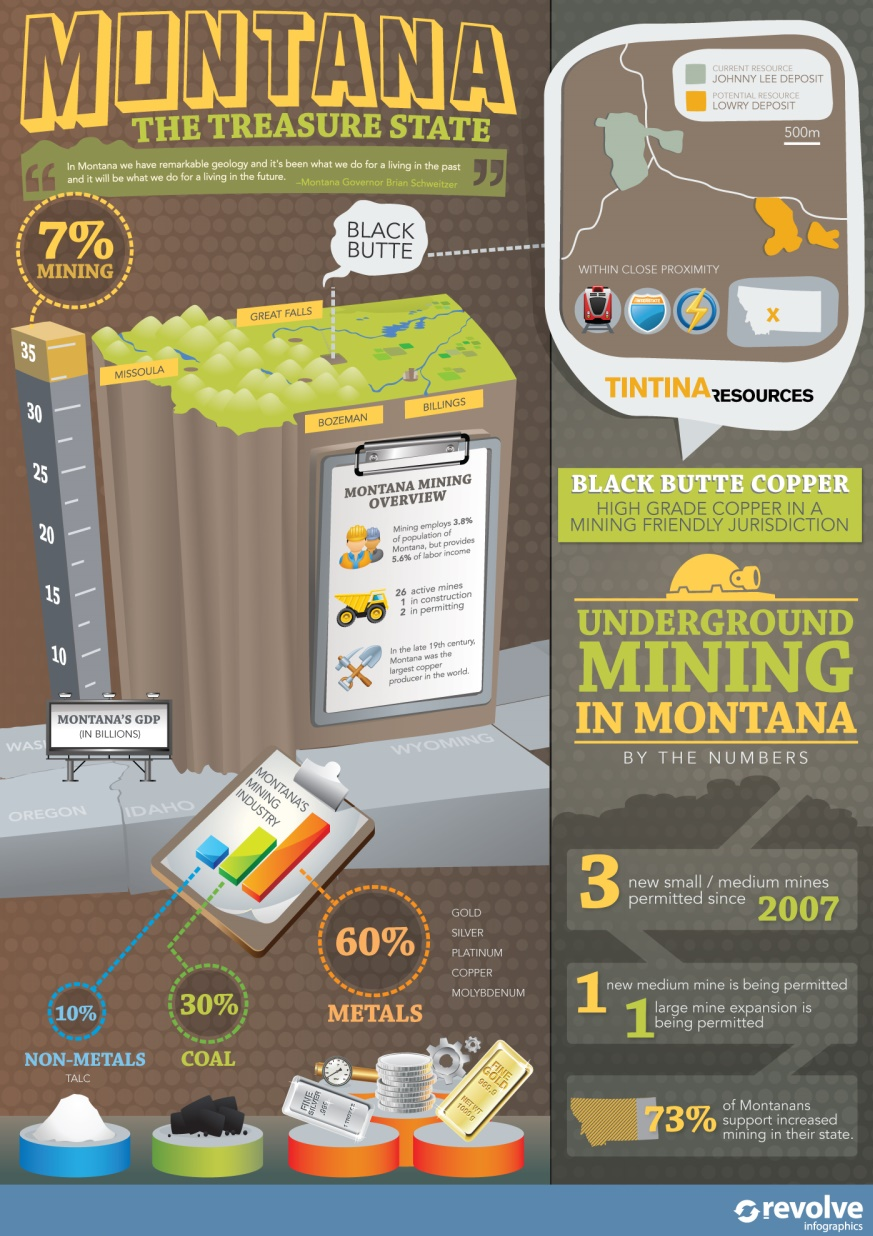 MONTANA
THE TREASURE STATE
In Montana we have remarkable geology and it's been what we do for a living in the past
and it will be what we do for a living in the future.
–Montana Governor Brian Schweitzer
7%
MINING
BLACK
BUTTE
GREAT FALLS
MISSOULA
BOZEMAN
BILLINGS
35
30
25
20
15
10
MONTANA'S GDP
(IN BILLIONS)
MONTANA MINING
OVERVIEW
Mining employs 3.8%
of population of
Montana, but provides
5.6% of labor income
26 active mines
1 in construction
2 in permitting
In the late 19th century,
Montana was the
largest copper
producer in the world.
WYOMING
OREGON
IDAHO
MONTANA'S
MINING
INDUSTRY
60%
METALS
GOLD
SILVER
PLATINUM
COPPER
MOLYBDENUM
30%
COAL
10%
NON-METALS
TALC
FINE
SILVER
FINE
GOLD
999.9
NET WT
1000g
CURRENT RESOURCE
JOHNNY LEE DEPOSIT
POTENTIAL RESOURCE
LOWRY DEPOSIT
500m
WITHIN CLOSE PROXIMITY
x
TINTINA RESOURCES
BLACK BUTTE COPPER
HIGH GRADE COPPER IN A
MINING FRIENDLY JURISDICTION
UNDERGROUND
MINING
IN MONTANA
BY THE NUMBERS
3 new small / medium mines
permitted since 2007
1 new medium mine is being permitted
1 large mine expansion is
being permitted
73% of Montanans
support increased
mining in their state.
revolve
infographics